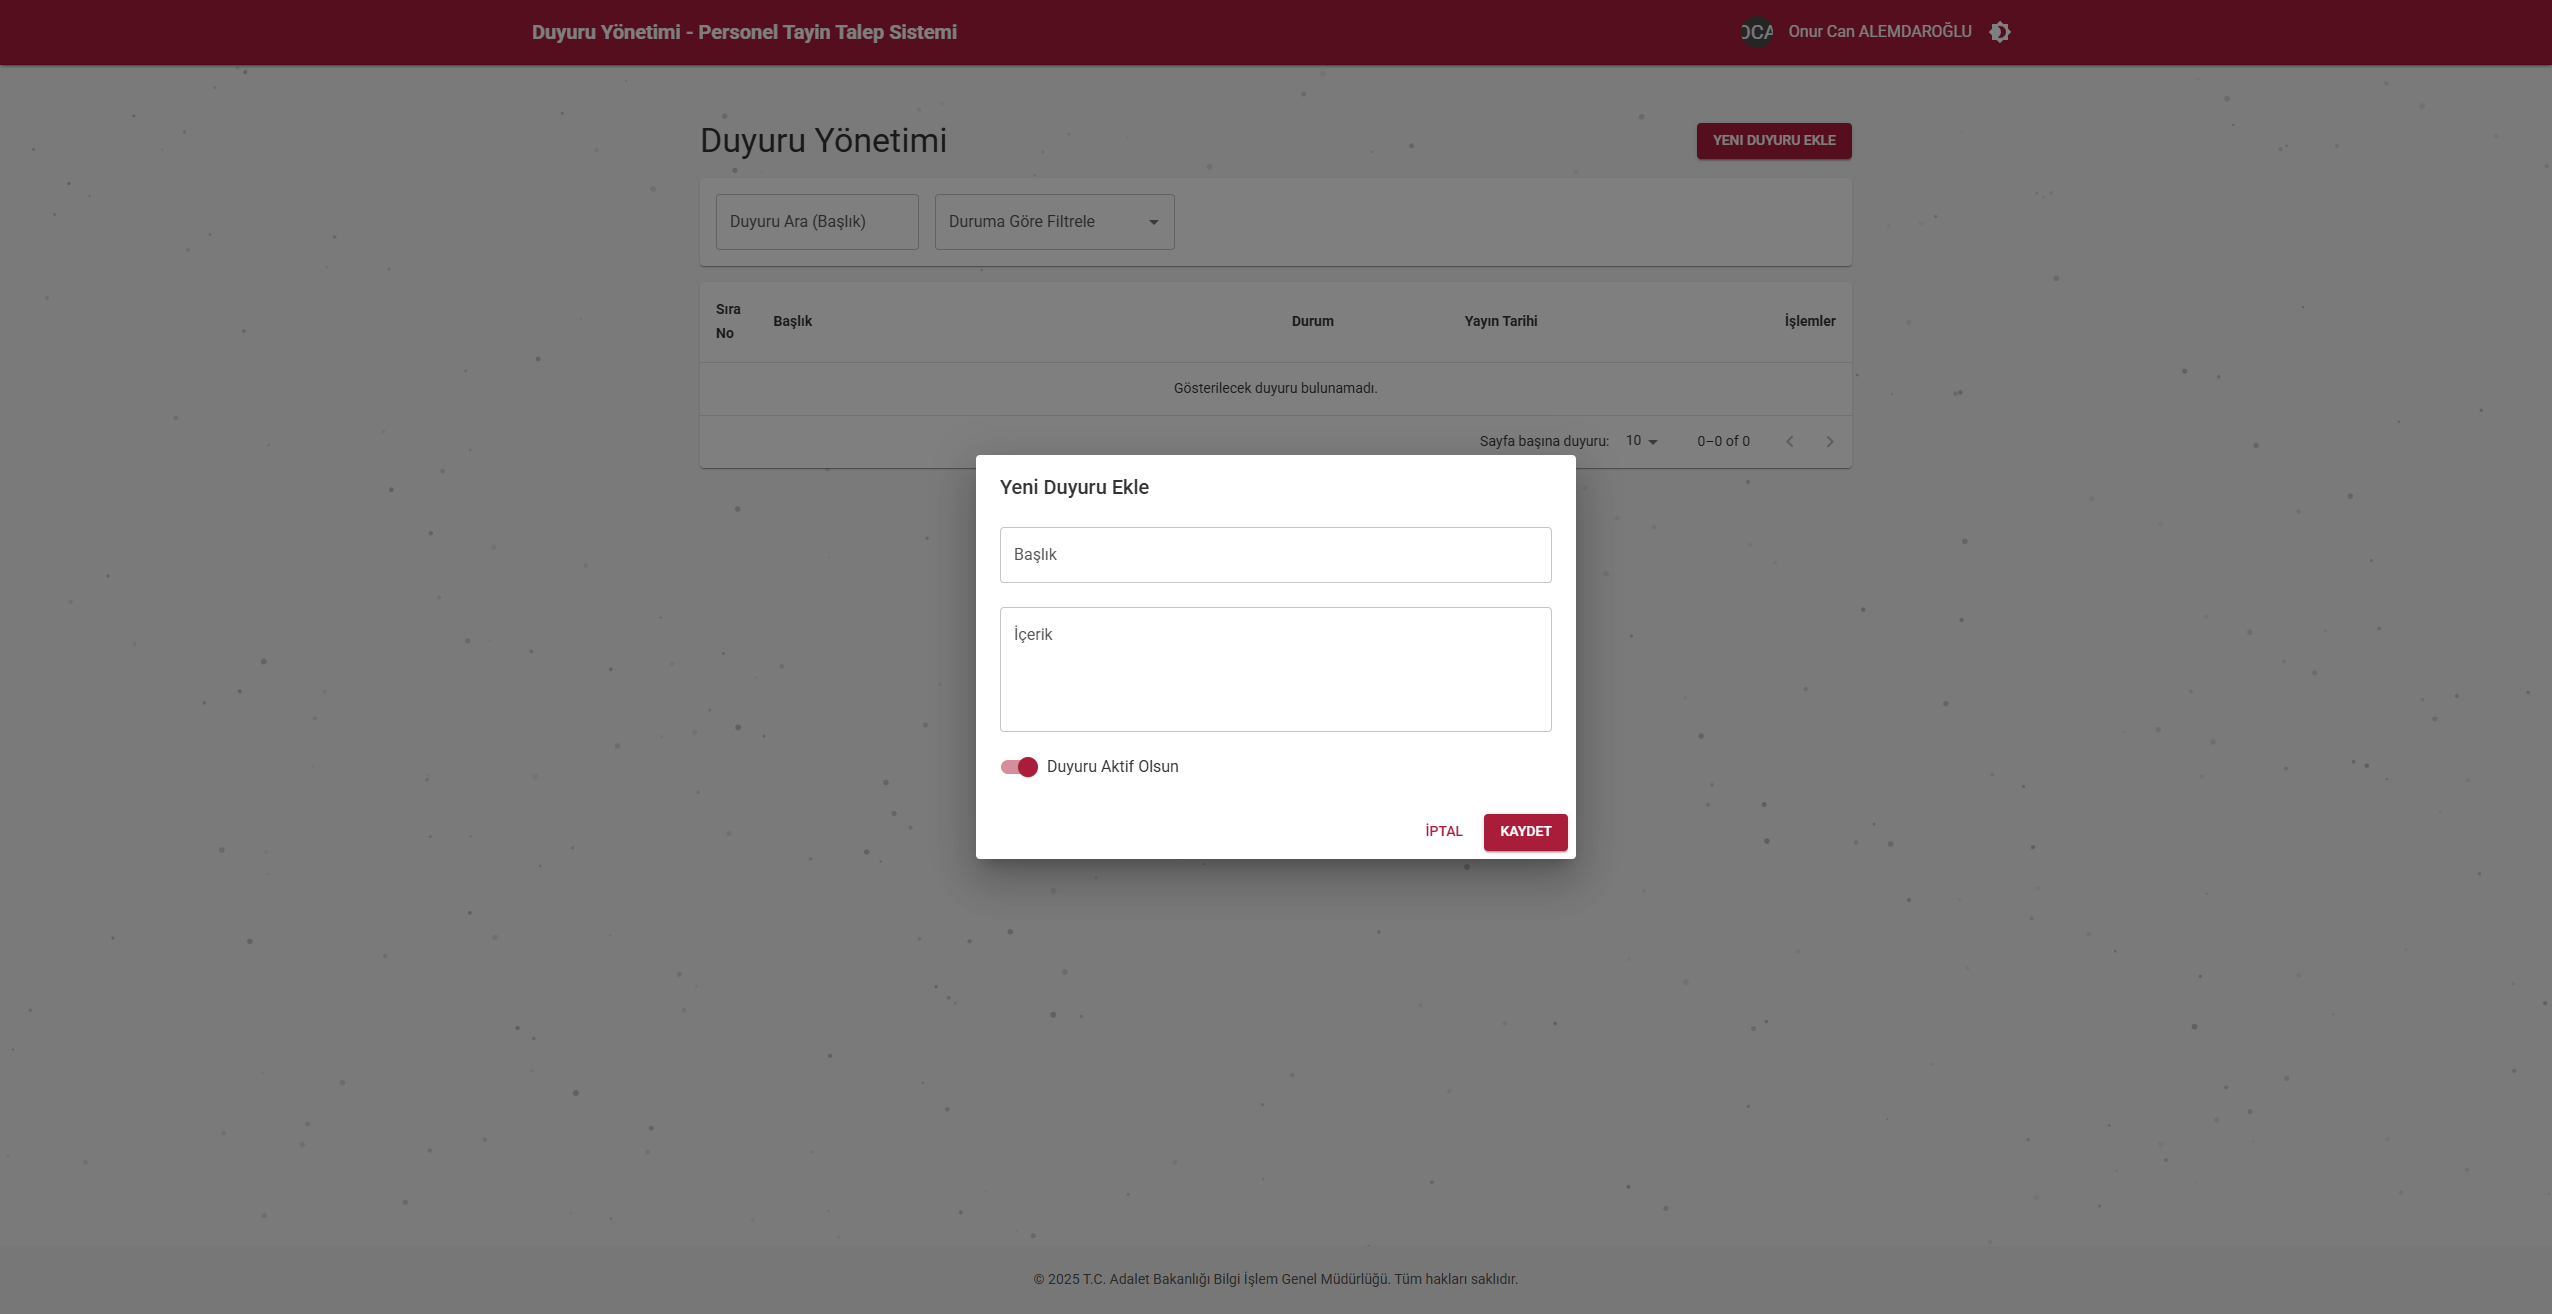 Duyuru Yönetimi - Personel Tayin Talep Sistemi
OCA Onur Can ALEMDAROĞLU
Duyuru Yönetimi
YENI DUYURU EKLE
Duyuru Ara (Başlık) Duruma Göre Filtrele
Sıra No Başlık Durum Yayın Tarihi İşlemler
Gösterilecek duyuru bulunamadı.
Sayfa başına duyuru: 10 0–0 of 0
Yeni Duyuru Ekle
Başlık
İçerik
Duyuru Aktif Olsun
İPTAL KAYDET
© 2025 T.C. Adalet Bakanlığı Bilgi İşlem Genel Müdürlüğü. Tüm hakları saklıdır.